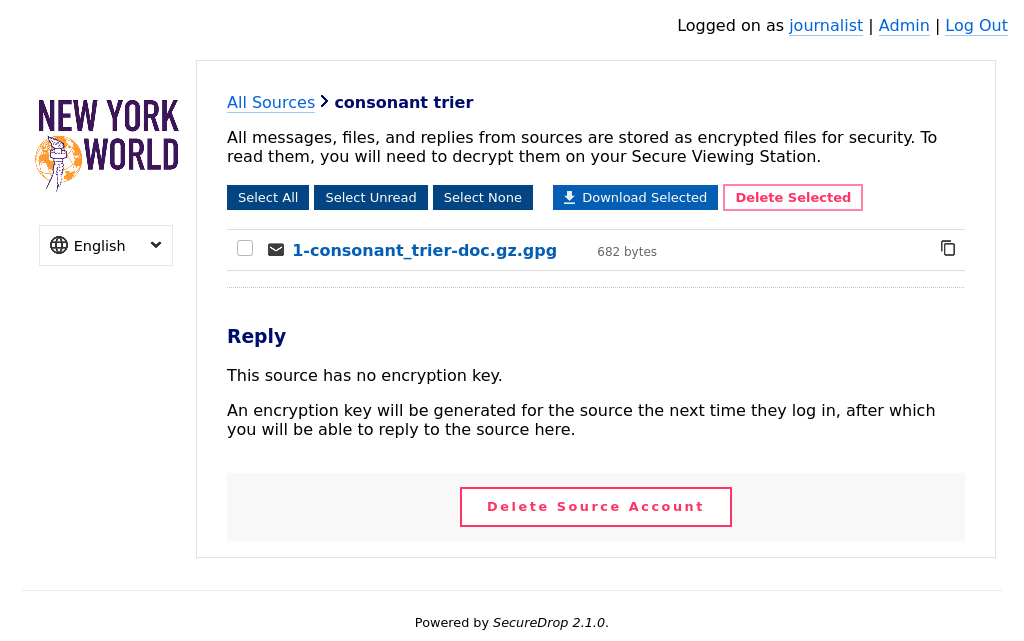 Logged on as journalist | Admin | Log Out
NEW YORK
WORLD
English
All Sources consonant trier
All messages, files, and replies from sources are stored as encrypted files for security. To
read them, you will need to decrypt them on your Secure Viewing Station.
Select All Select Unread Select None Download Selected Delete Selected
1-consonant_trier-doc.gz.gpg 682 bytes
Reply
This source has no encryption key.
An encryption key will be generated for the source the next time they log in, after which
you will be able to reply to the source here.
Delete Source Account
Powered by SecureDrop 2.1.0.